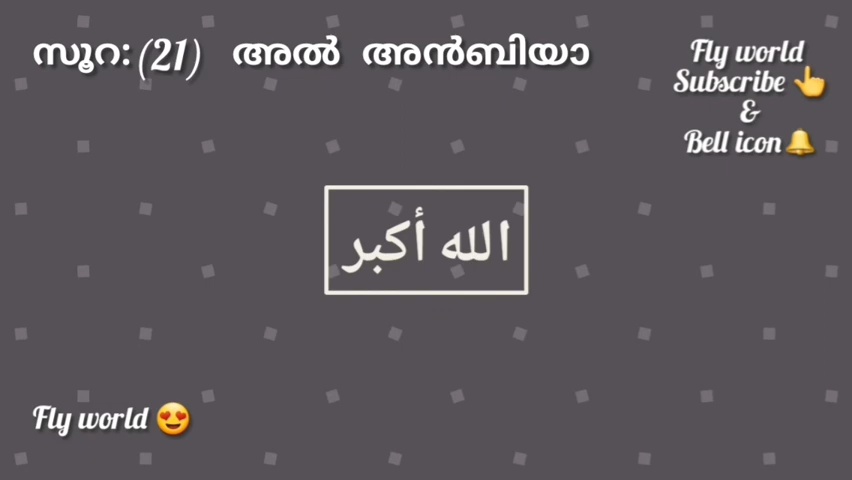 സൂറ: (21) അൽ അൻബിയാ
Fly world
Subscribe 👆
&
Bell icon 🔔
الله أكبر
Fly world 😍